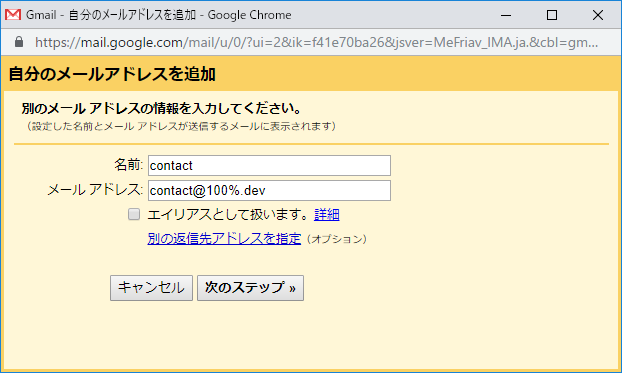 Gmail - 自分のメールアドレスを追加 - Google Chrome
https://mail.google.com/mail/u/0/?ui=2&ik=f41e70ba26&jsver=MeFriav_IMA.ja.&cbl=gm...
自分のメールアドレスを追加
別のメール アドレスの情報を入力してください。
（設定した名前とメール アドレスが送信するメールに表示されます）
名前: contact
メール アドレス: contact@100%.dev
エイリアスとして扱います。詳細
別の返信先アドレスを指定（オプション）
キャンセル 次のステップ »